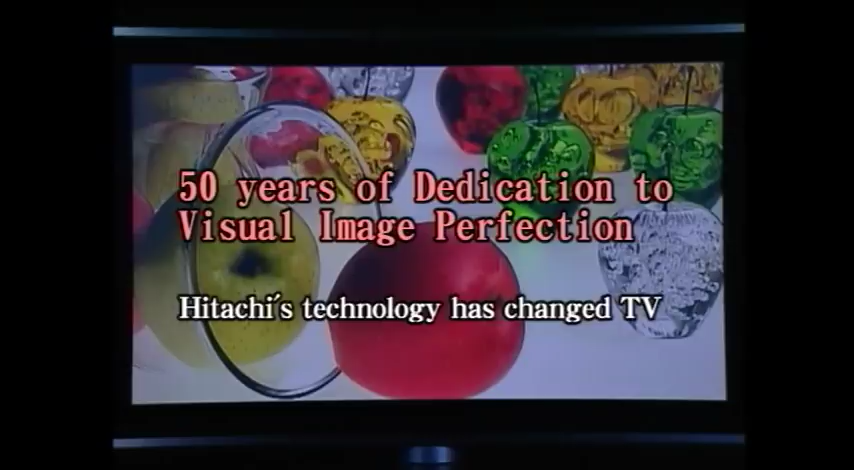 50 years of Dedication to
Visual Image Perfection
Hitachi's technology has changed TV